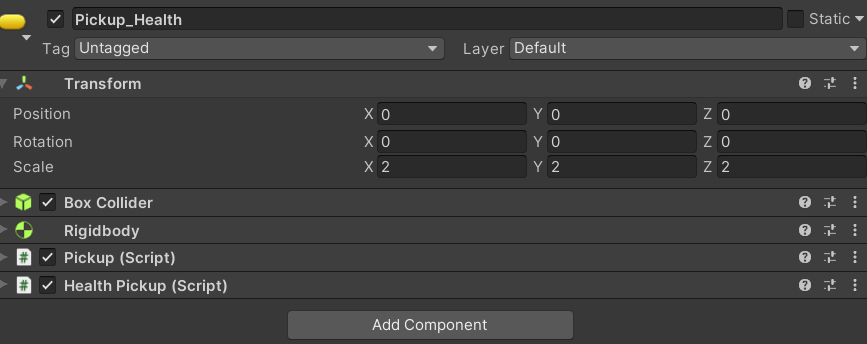 Pickup_Health Static
Tag Untagged Layer Default
Transform
Position X 0 Y 0 Z 0
Rotation X 0 Y 0 Z 0
Scale X 2 Y 2 Z 2
Box Collider
Rigidbody
# Pickup (Script)
# Health Pickup (Script)
Add Component